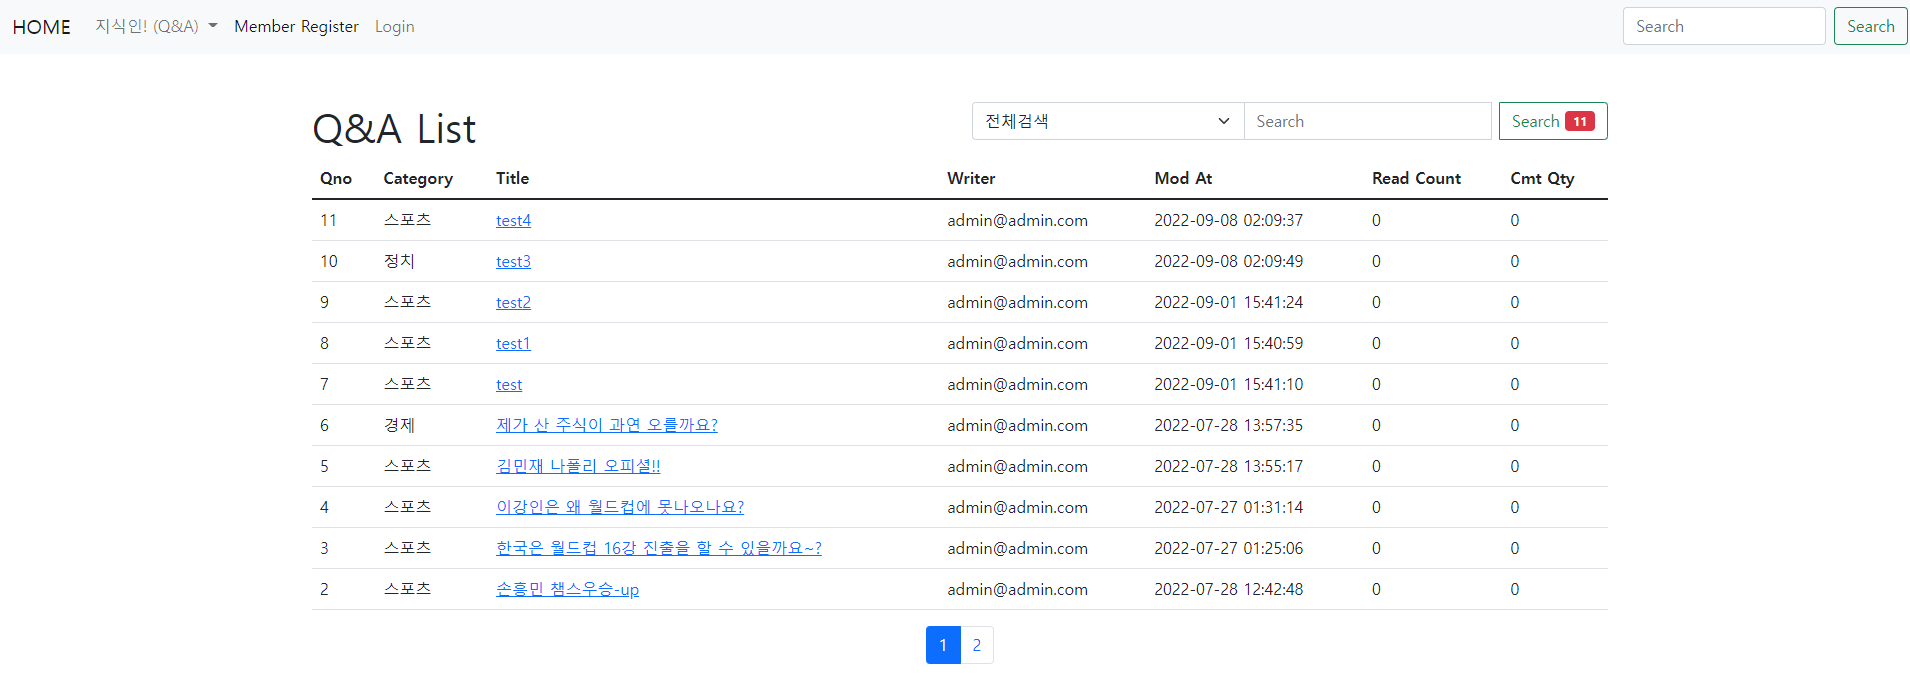 HOME 지식인! (Q&A) Member Register Login Search Search
Q&A List 전체검색 Search Search 11
Qno Category Title Writer Mod At Read Count Cmt Qty
11 스포츠 test4 admin@admin.com 2022-09-08 02:09:37 0 0
10 정치 test3 admin@admin.com 2022-09-08 02:09:49 0 0
9 스포츠 test2 admin@admin.com 2022-09-01 15:41:24 0 0
8 스포츠 test1 admin@admin.com 2022-09-01 15:40:59 0 0
7 스포츠 test admin@admin.com 2022-09-01 15:41:10 0 0
6 경제 제가 산 주식이 과연 오를까요? admin@admin.com 2022-07-28 13:57:35 0 0
5 스포츠 김민재 나폴리 오피셜!! admin@admin.com 2022-07-28 13:55:17 0 0
4 스포츠 이강인은 왜 월드컵에 못나오나요? admin@admin.com 2022-07-27 01:31:14 0 0
3 스포츠 한국은 월드컵 16강 진출을 할 수 있을까요~? admin@admin.com 2022-07-27 01:25:06 0 0
2 스포츠 손흥민 챔스우승-up admin@admin.com 2022-07-28 12:42:48 0 0
1 2